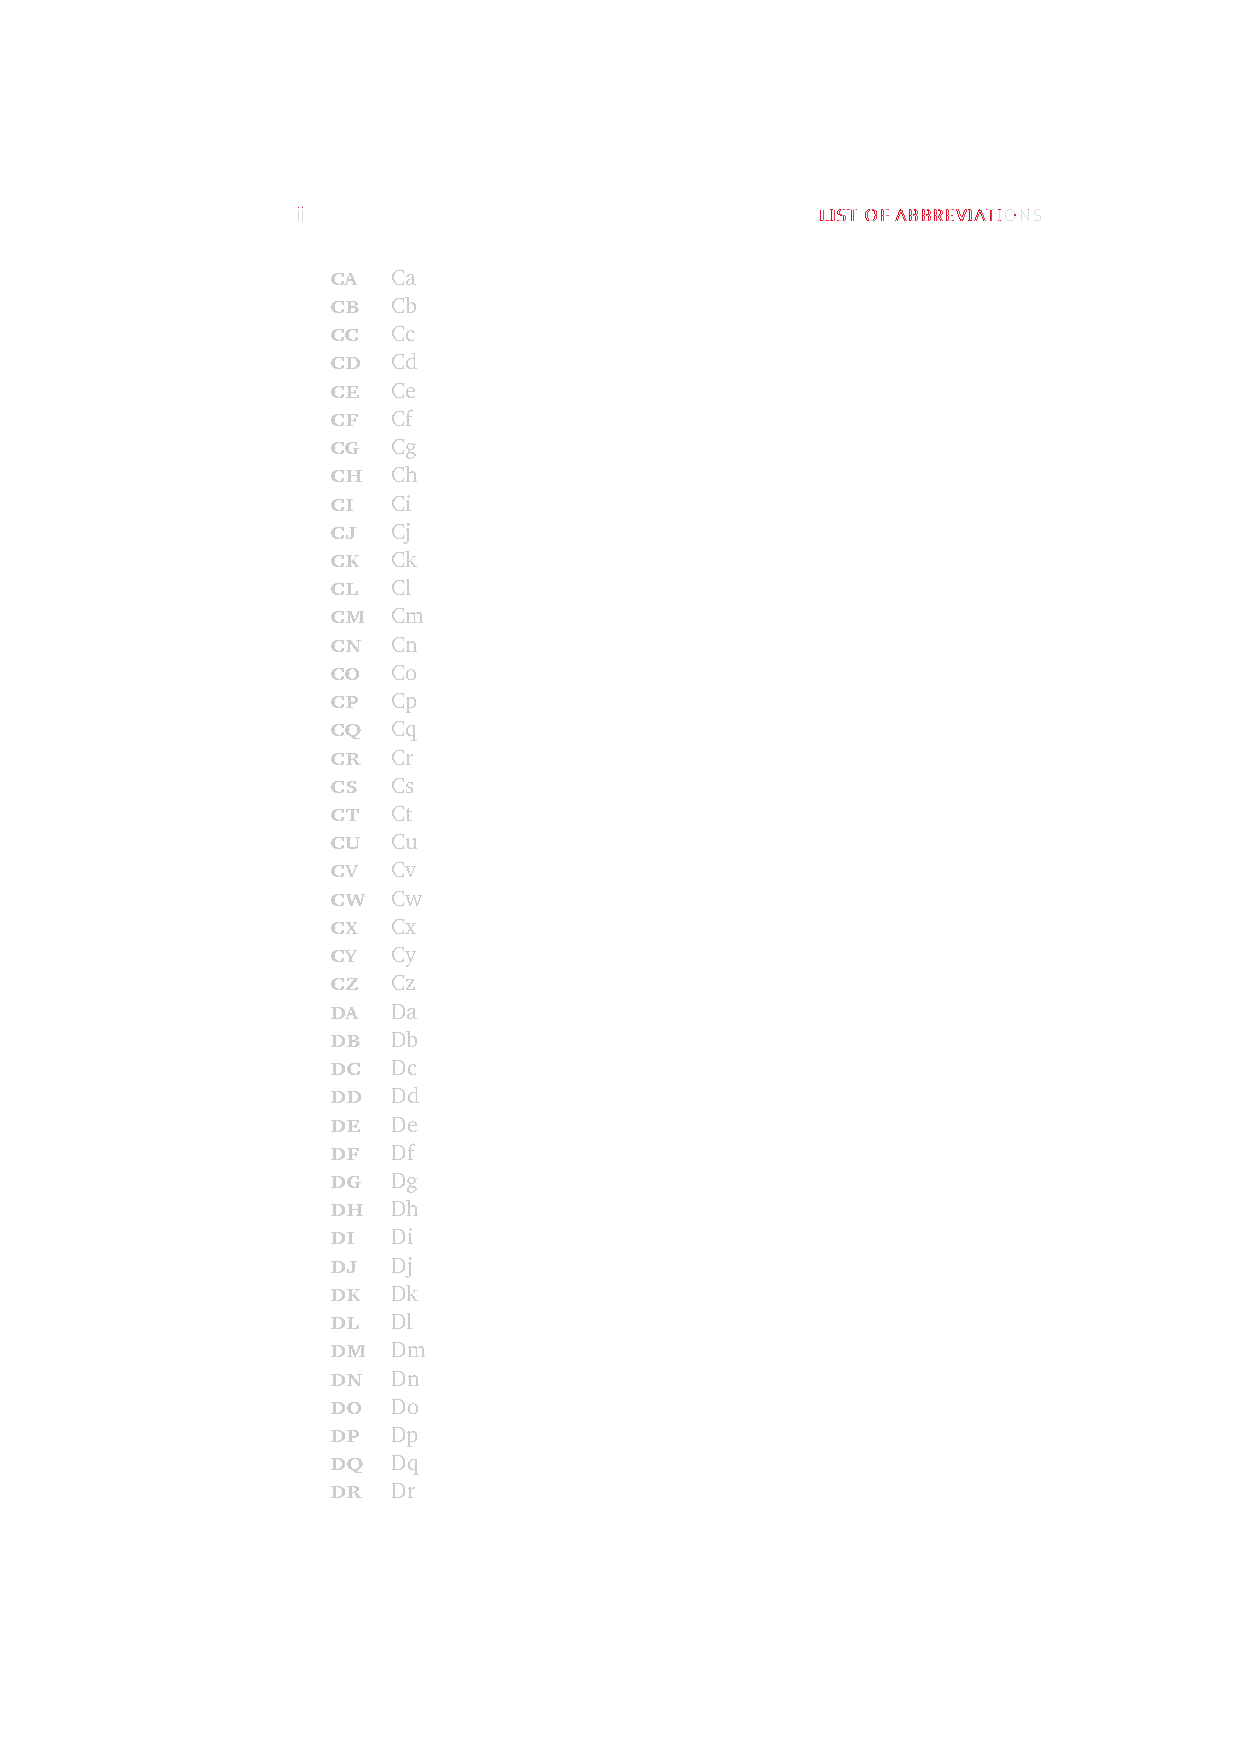 ii LIST OF ABBREVIATIONS
CA Ca
CB Cb
CC Cc
CD Cd
CE Ce
CF Cf
CG Cg
CH Ch
CI Ci
CJ Cj
CK Ck
CL Cl
CM Cm
CN Cn
CO Co
CP Cp
CQ Cq
CR Cr
CS Cs
CT Ct
CU Cu
CV Cv
CW Cw
CX Cx
CY Cy
CZ Cz
DA Da
DB Db
DC Dc
DD Dd
DE De
DF Df
DG Dg
DH Dh
DI Di
DJ Dj
DK Dk
DL Dl
DM Dm
DN Dn
DO Do
DP Dp
DQ Dq
DR Dr